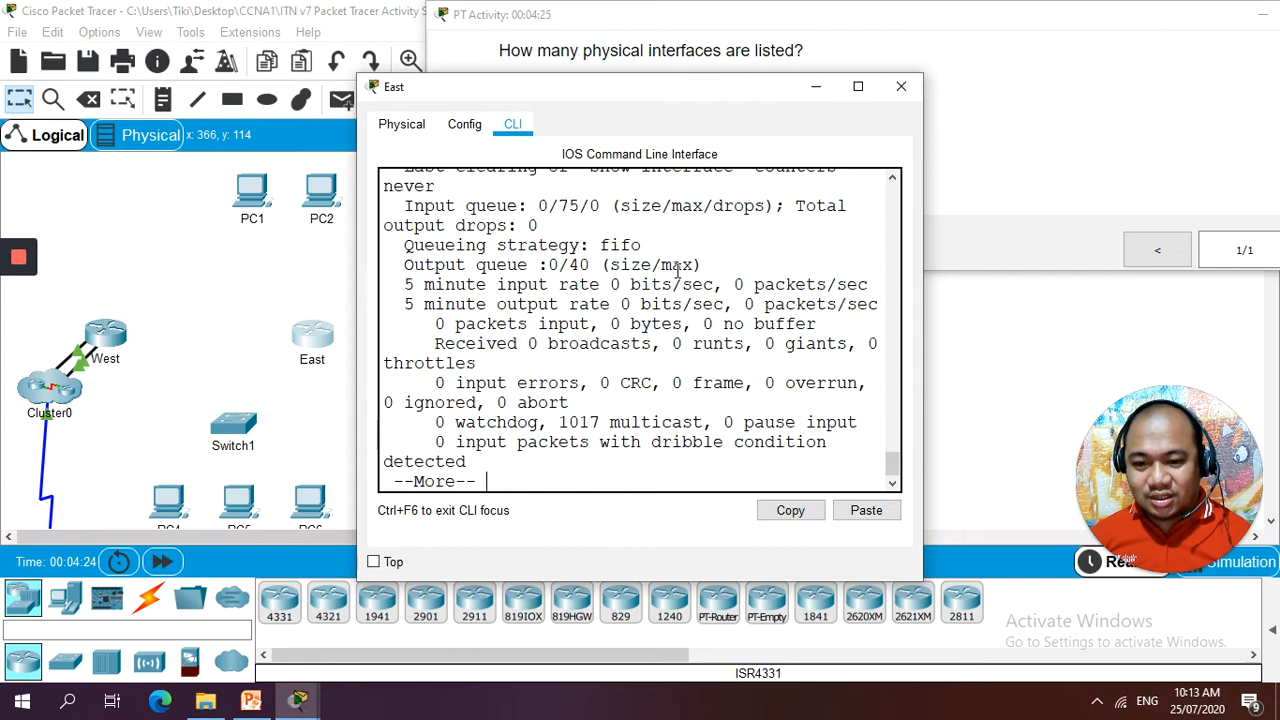 Cisco Packet Tracer - C:\Users\Tiki\Desktop\CCNA1\ITN v7 Packet Tracer Activity S
PT Activity: 00:04:25
File Edit Options View Tools Extensions Help
How many physical interfaces are listed?
East
Physical Config CLI
Logical Physical x: 366, y: 114
IOS Command Line Interface
Last clearing of "show interface" counters
never
Input queue: 0/75/0 (size/max/drops); Total
output drops: 0
Queueing strategy: fifo
Output queue :0/40 (size/max)
5 minute input rate 0 bits/sec, 0 packets/sec
5 minute output rate 0 bits/sec, 0 packets/sec
0 packets input, 0 bytes, 0 no buffer
Received 0 broadcasts, 0 runts, 0 giants, 0
throttles
0 input errors, 0 CRC, 0 frame, 0 overrun,
0 ignored, 0 abort
0 watchdog, 1017 multicast, 0 pause input
0 input packets with dribble condition
detected
--More--
Ctrl+F6 to exit CLI focus
Copy Paste
Top
PC1 PC2
< 1/1
West
East
Cluster0
Switch1
Time: 00:04:24
Simulation
4331 4321 1941 2901 2911 819IOX 819HGW 829 1240 PT-Router PT-Empty 1841 2620XM 2621XM 2811
Activate Windows
Go to Settings to activate Windows.
ISR4331
ENG
10:13 AM
25/07/2020
9